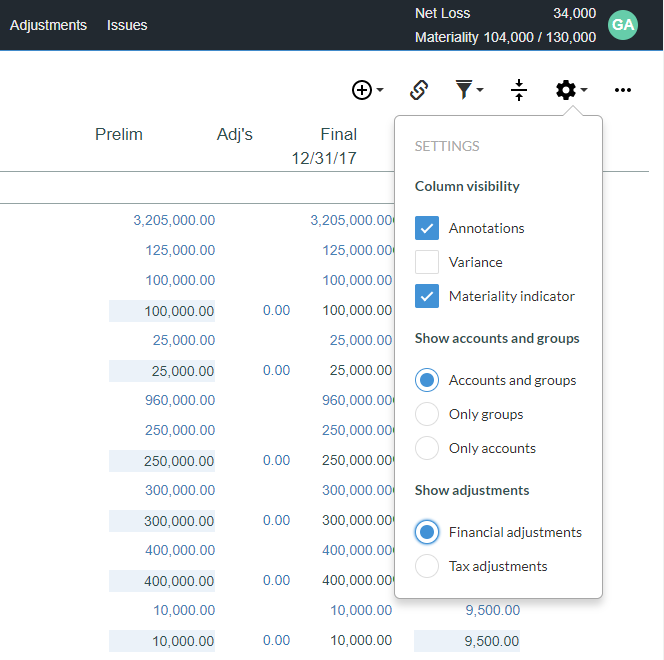 Adjustments Issues Net Loss 34,000
Materiality 104,000 / 130,000 GA
Prelim Adj's Final
12/31/17
SETTINGS
Column visibility
Annotations
Variance
Materiality indicator
Show accounts and groups
Accounts and groups
Only groups
Only accounts
Show adjustments
Financial adjustments
Tax adjustments
3,205,000.00 3,205,000.00
125,000.00 125,000.00
100,000.00 100,000.00
100,000.00 0.00 100,000.00
25,000.00 25,000.00
25,000.00 0.00 25,000.00
960,000.00 960,000.00
250,000.00 250,000.00
250,000.00 0.00 250,000.00
300,000.00 300,000.00
300,000.00 0.00 300,000.00
400,000.00 400,000.00
400,000.00 0.00 400,000.00
10,000.00 10,000.00 9,500.00
10,000.00 0.00 10,000.00 9,500.00